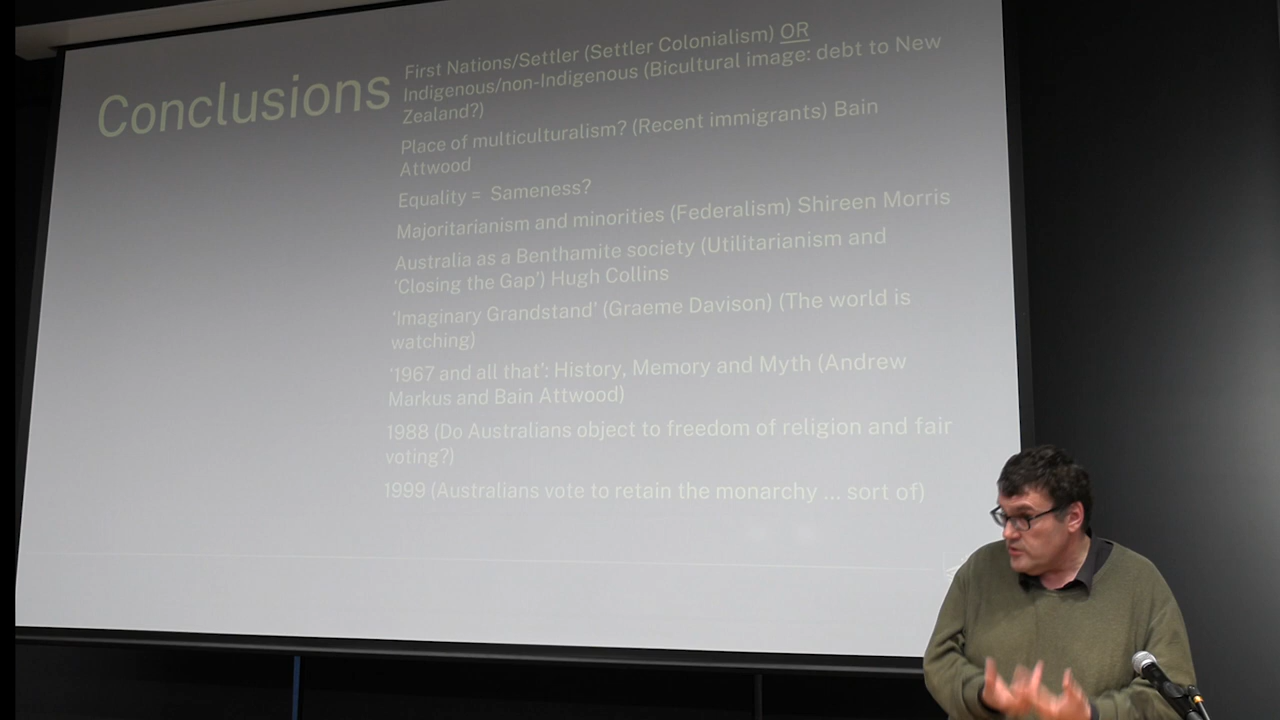 Conclusions
First Nations/Settler (Settler Colonialism) OR
Indigenous/non-Indigenous (Bicultural image: debt to New
Zealand?)
Place of multiculturalism? (Recent immigrants) Bain
Attwood
Equality = Sameness?
Majoritarianism and minorities (Federalism) Shireen Morris
Australia as a Benthamite society (Utilitarianism and
‘Closing the Gap’) Hugh Collins
‘Imaginary Grandstand’ (Graeme Davison) (The world is
watching)
‘1967 and all that’: History, Memory and Myth (Andrew
Markus and Bain Attwood)
1988 (Do Australians object to freedom of religion and fair
voting?)
1999 (Australians vote to retain the monarchy ... sort of)